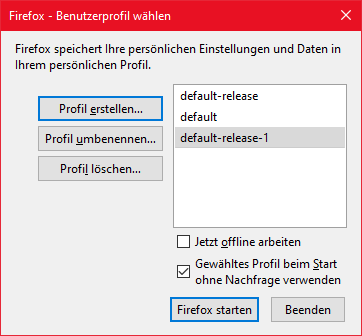 Firefox - Benutzerprofil wählen
Firefox speichert Ihre persönlichen Einstellungen und Daten in
Ihrem persönlichen Profil.
Profil erstellen...
Profil umbenennen...
Profil löschen...
default-release
default
default-release-1
Jetzt offline arbeiten
Gewähltes Profil beim Start
ohne Nachfrage verwenden
Firefox starten
Beenden